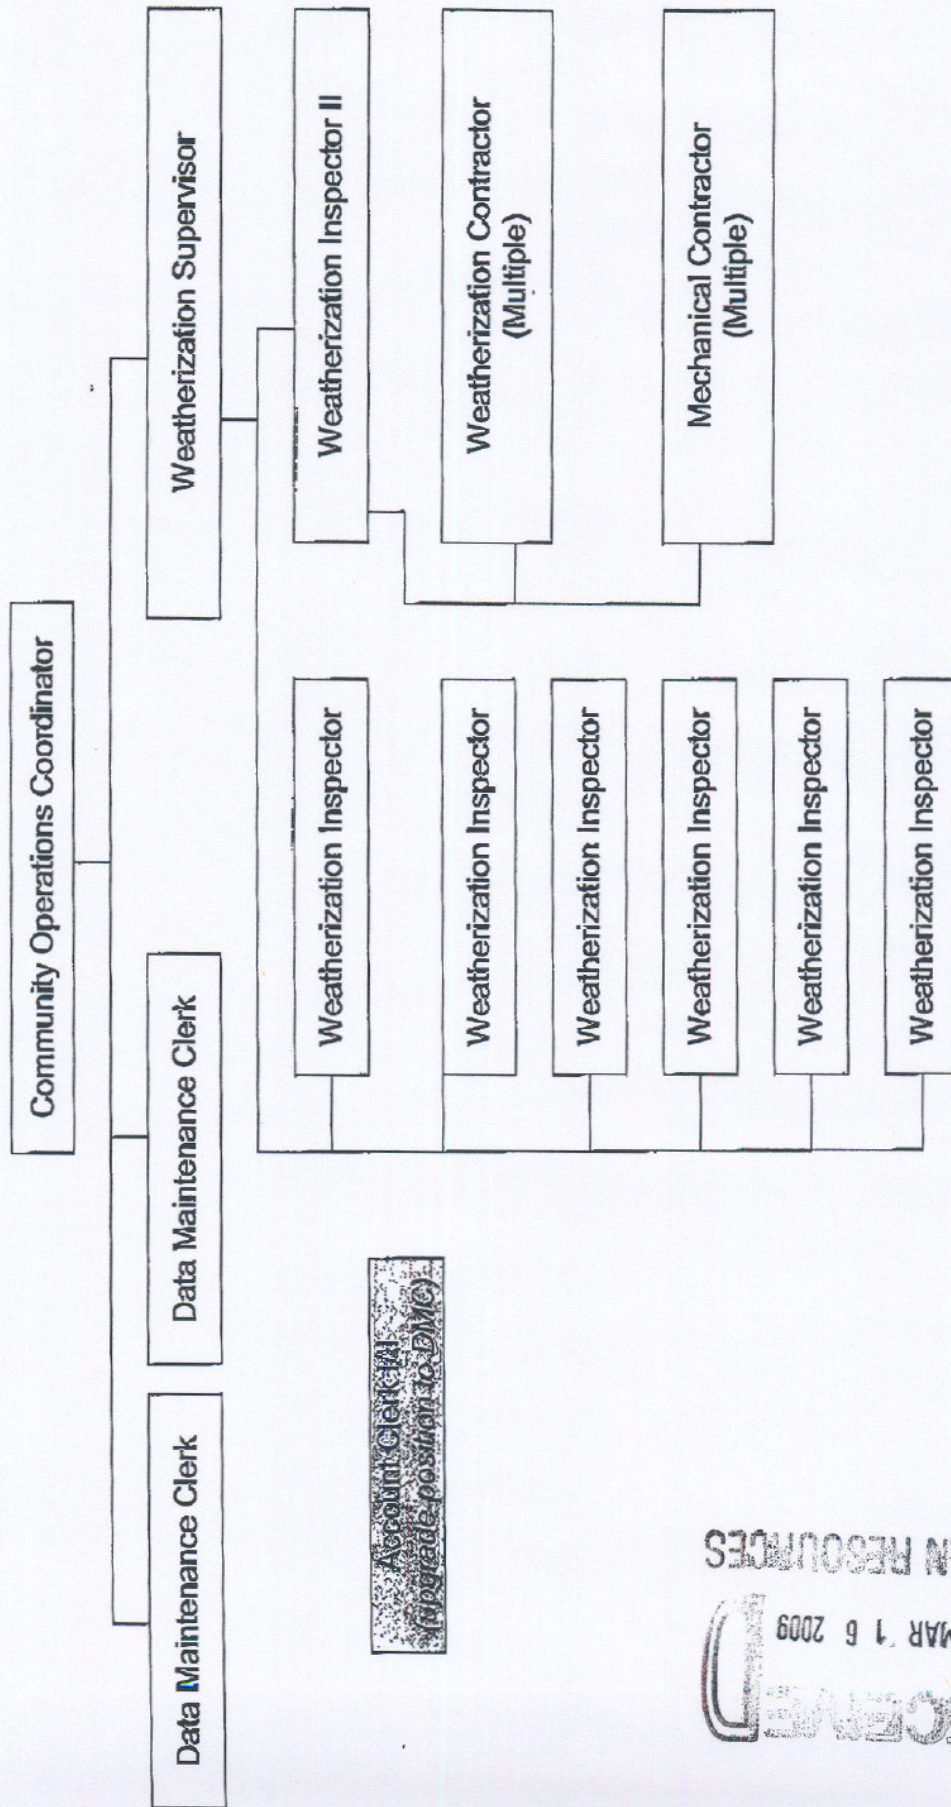 Community Operations Coordinator
Data Maintenance Clerk
Data Maintenance Clerk
Weatherization Supervisor
Account Clerk
(upgrade position to DMC)
Weatherization Inspector
Weatherization Inspector
Weatherization Inspector
Weatherization Inspector
Weatherization Inspector
Weatherization Inspector
Weatherization Inspector II
Weatherization Contractor
(Multiple)
Mechanical Contractor
(Multiple)
MAR 16 2009
N RESOURCES